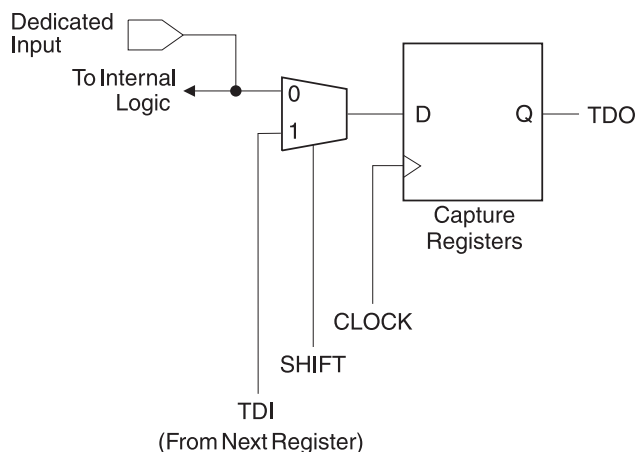 Dedicated
Input
To Internal
Logic
0
1
D
Q
TDO
Capture
Registers
CLOCK
SHIFT
TDI
(From Next Register)